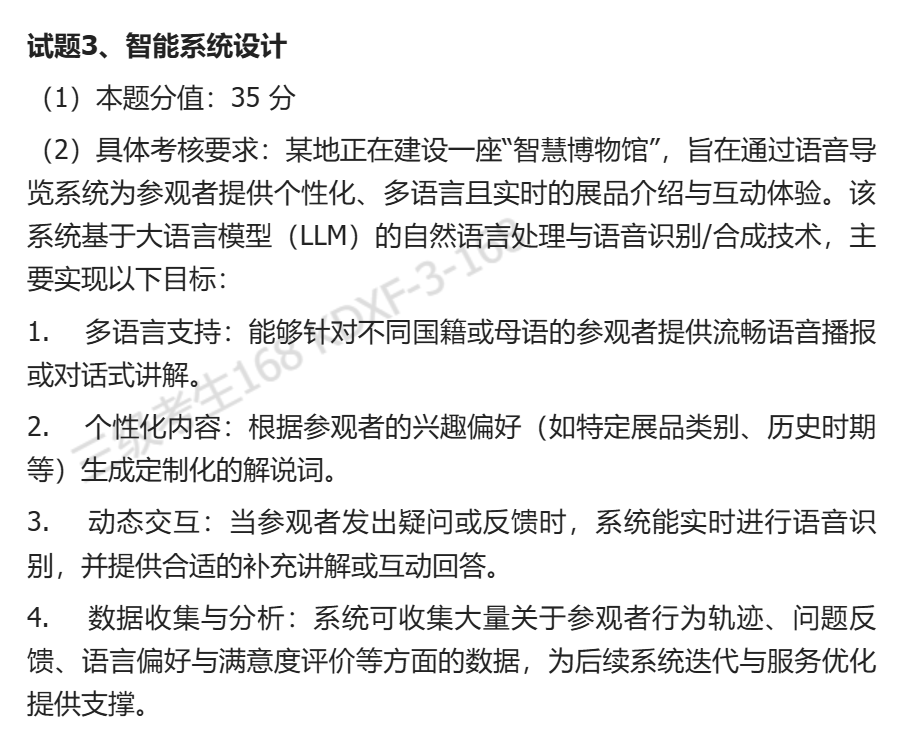 试题3、智能系统设计
（1）本题分值：35 分
（2）具体考核要求：某地正在建设一座“智慧博物馆”，旨在通过语音导
览系统为参观者提供个性化、多语言且实时的展品介绍与互动体验。该
系统基于大语言模型（LLM）的自然语言处理与语音识别/合成技术，主
要实现以下目标：
1. 多语言支持：能够针对不同国籍或母语的参观者提供流畅语音播报
或对话式讲解。
2. 个性化内容：根据参观者的兴趣偏好（如特定展品类别、历史时期
等）生成定制化的解说词。
3. 动态交互：当参观者发出疑问或反馈时，系统能实时进行语音识
别，并提供合适的补充讲解或互动回答。
4. 数据收集与分析：系统可收集大量关于参观者行为轨迹、问题反
馈、语言偏好与满意度评价等方面的数据，为后续系统迭代与服务优化
提供支撑。
三级考生168